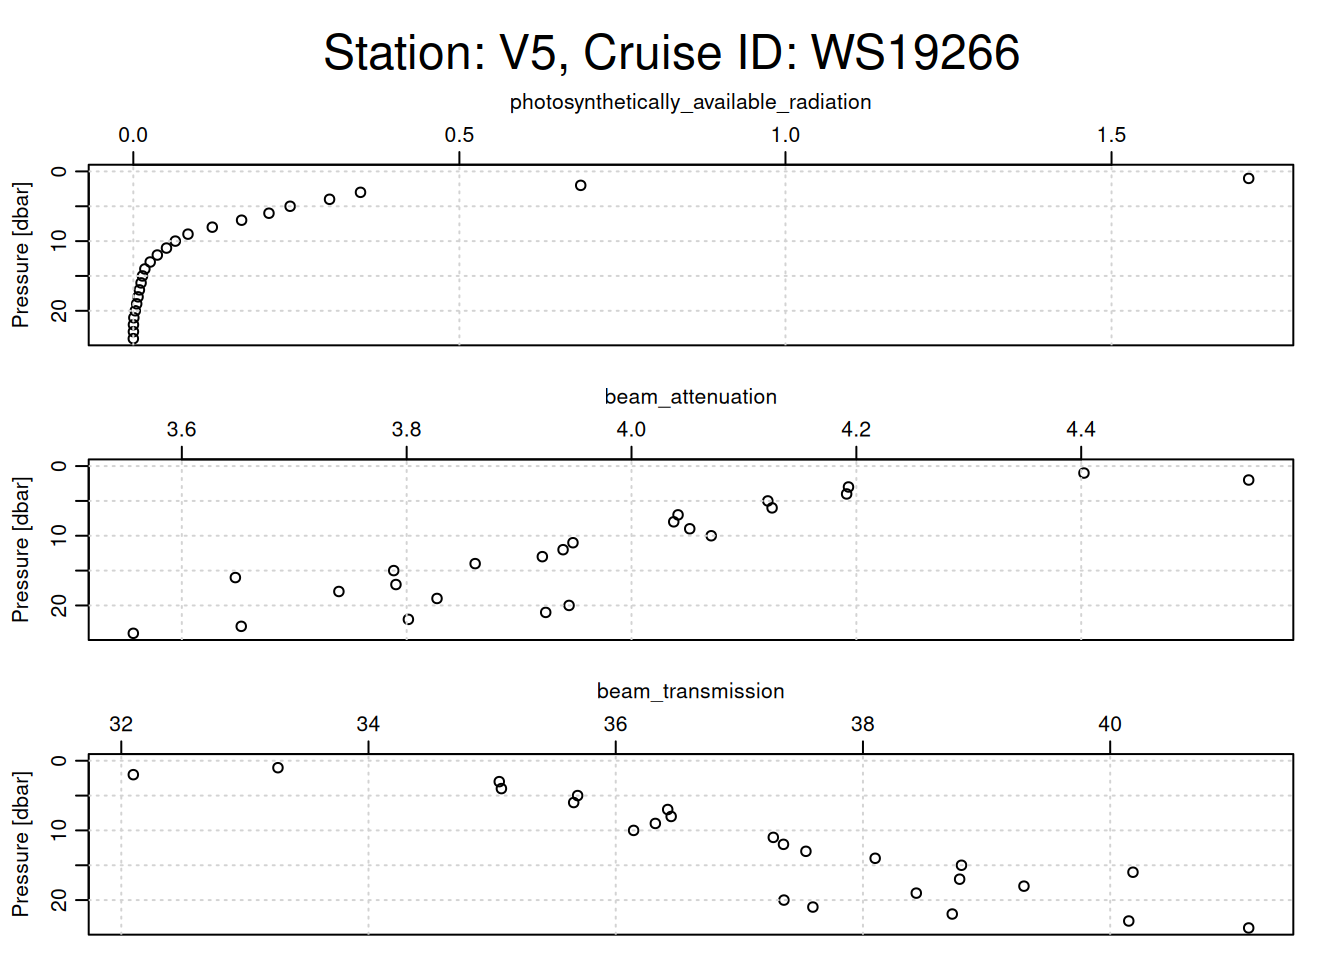 Station: V5, Cruise ID: WS19266
photosynthetically_available_radiation
0.0 0.5 1.0 1.5
Pressure [dbar]
0
10
20
beam_attenuation
3.6 3.8 4.0 4.2 4.4
Pressure [dbar]
0
10
20
beam_transmission
32 34 36 38 40
Pressure [dbar]
0
10
20